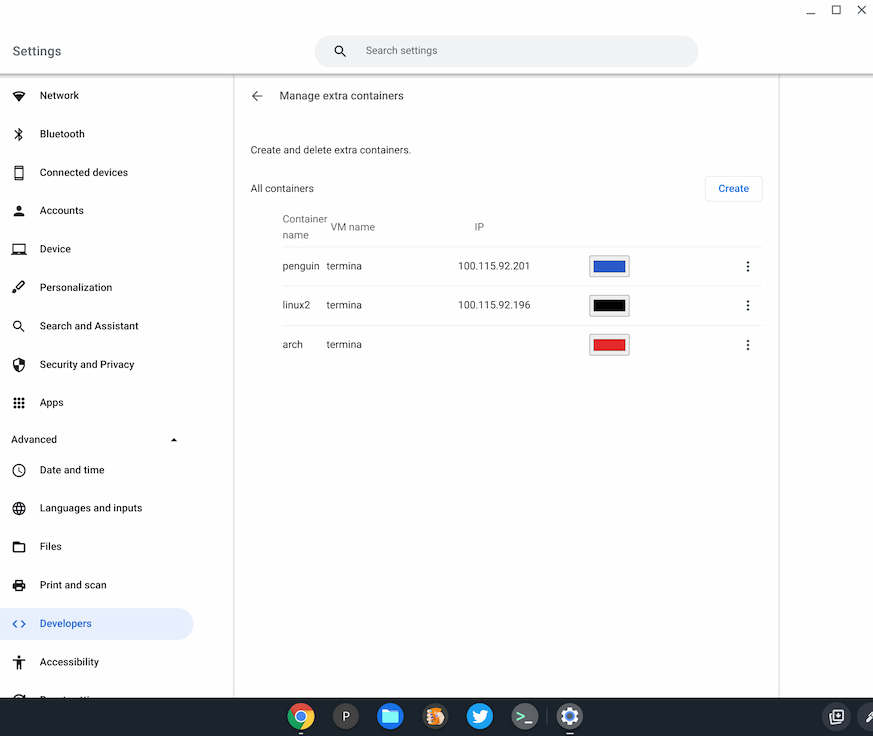 Settings
Search settings
Network
Bluetooth
Connected devices
Accounts
Device
Personalization
Search and Assistant
Security and Privacy
Apps
Advanced
Date and time
Languages and inputs
Files
Print and scan
Developers
Accessibility
Manage extra containers
Create and delete extra containers.
All containers
Create
Container name VM name IP
penguin termina 100.115.92.201
linux2 termina 100.115.92.196
arch termina
P